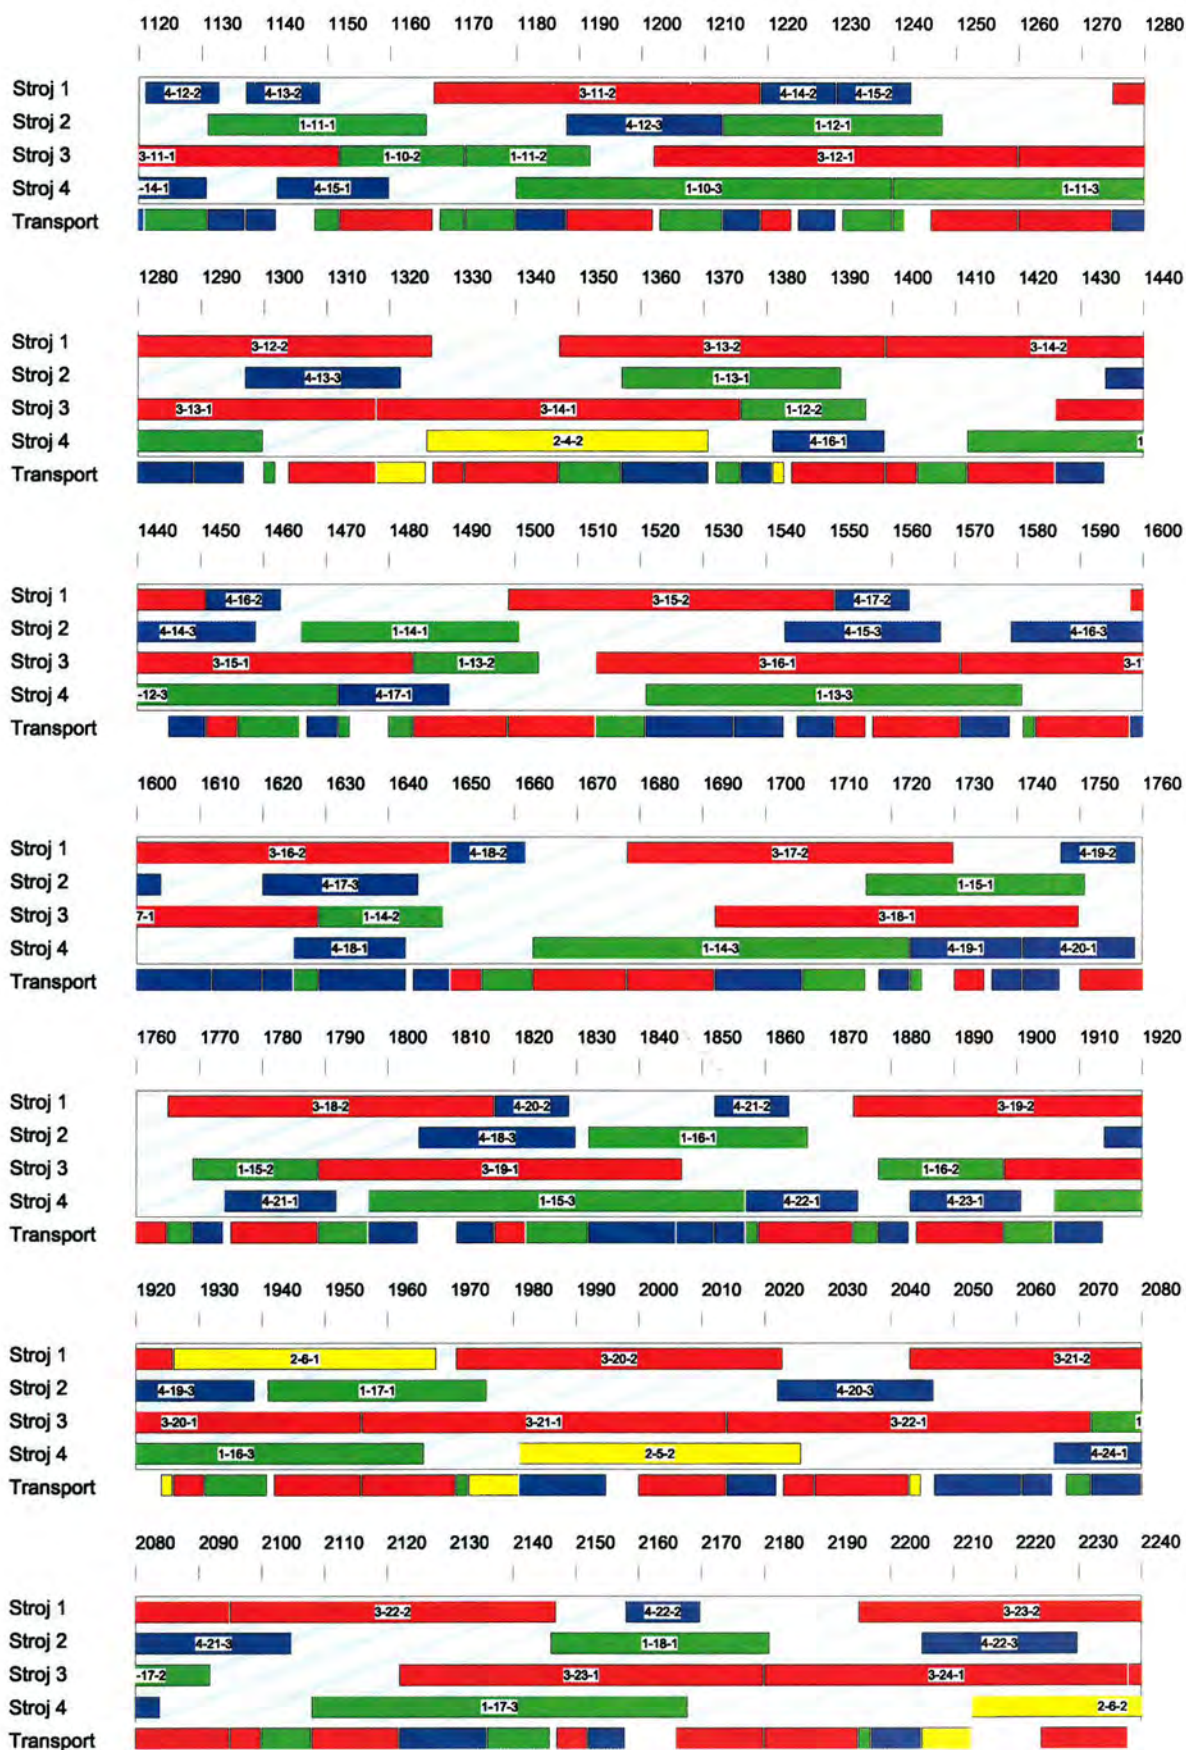 1120 1130 1140 1150 1160 1170 1180 1190 1200 1210 1220 1230 1240 1250 1260 1270 1280
Stroj 1 4-12-2 4-13-2 3-11-2 4-14-2 4-15-2
Stroj 2 1-11-1 4-12-3 1-12-1
Stroj 3 3-11-1 1-10-2 1-11-2 3-12-1
Stroj 4 -14-1 4-15-1 1-10-3 1-11-3
Transport
1280 1290 1300 1310 1320 1330 1340 1350 1360 1370 1380 1390 1400 1410 1420 1430 1440
Stroj 1 3-12-2 3-13-2 3-14-2
Stroj 2 4-13-3 1-13-1
Stroj 3 3-13-1 3-14-1 1-12-2
Stroj 4 2-4-2 4-16-1 1
Transport
1440 1450 1460 1470 1480 1490 1500 1510 1520 1530 1540 1550 1560 1570 1580 1590 1600
Stroj 1 4-16-2 3-15-2 4-17-2
Stroj 2 4-14-3 1-14-1 4-15-3 4-16-3
Stroj 3 3-15-1 1-13-2 3-16-1 3-1
Stroj 4 -12-3 4-17-1 1-13-3
Transport
1600 1610 1620 1630 1640 1650 1660 1670 1680 1690 1700 1710 1720 1730 1740 1750 1760
Stroj 1 3-16-2 4-18-2 3-17-2 4-19-2
Stroj 2 4-17-3 1-15-1
Stroj 3 7-1 1-14-2 3-18-1
Stroj 4 4-18-1 1-14-3 4-19-1 4-20-1
Transport
1760 1770 1780 1790 1800 1810 1820 1830 1840 1850 1860 1870 1880 1890 1900 1910 1920
Stroj 1 3-18-2 4-20-2 4-21-2 3-19-2
Stroj 2 4-18-3 1-16-1
Stroj 3 1-15-2 3-19-1 1-16-2
Stroj 4 4-21-1 1-15-3 4-22-1 4-23-1
Transport
1920 1930 1940 1950 1960 1970 1980 1990 2000 2010 2020 2030 2040 2050 2060 2070 2080
Stroj 1 2-6-1 3-20-2 3-21-2
Stroj 2 4-19-3 1-17-1 4-20-3
Stroj 3 3-20-1 3-21-1 3-22-1 1
Stroj 4 1-16-3 2-5-2 4-24-1
Transport
2080 2090 2100 2110 2120 2130 2140 2150 2160 2170 2180 2190 2200 2210 2220 2230 2240
Stroj 1 3-22-2 4-22-2 3-23-2
Stroj 2 4-21-3 1-18-1 4-22-3
Stroj 3 -17-2 3-23-1 3-24-1
Stroj 4 1-17-3 2-6-2
Transport